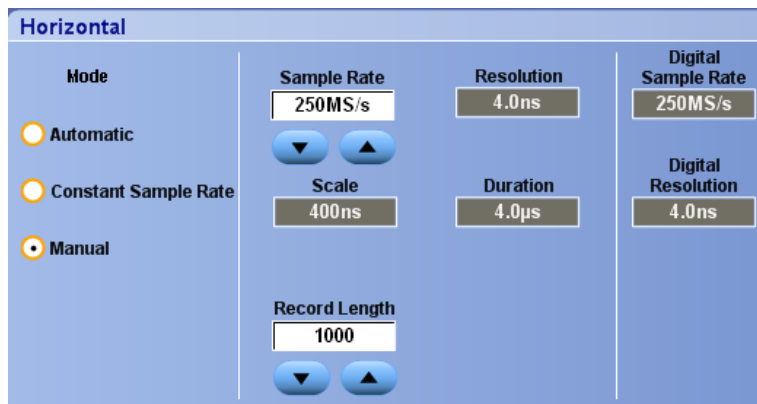 Horizontal
Mode
Automatic
Constant Sample Rate
Manual
Sample Rate
250MS/s
Scale
400ns
Record Length
1000
Resolution
4.0ns
Duration
4.0µs
Digital
Sample Rate
250MS/s
Digital
Resolution
4.0ns